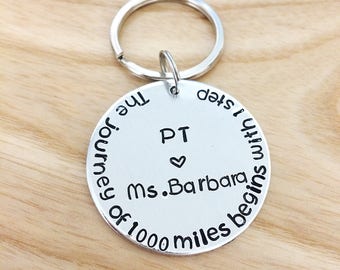 The journey of 1000 miles begins with 1 step
PT
♡
Ms. Barbara